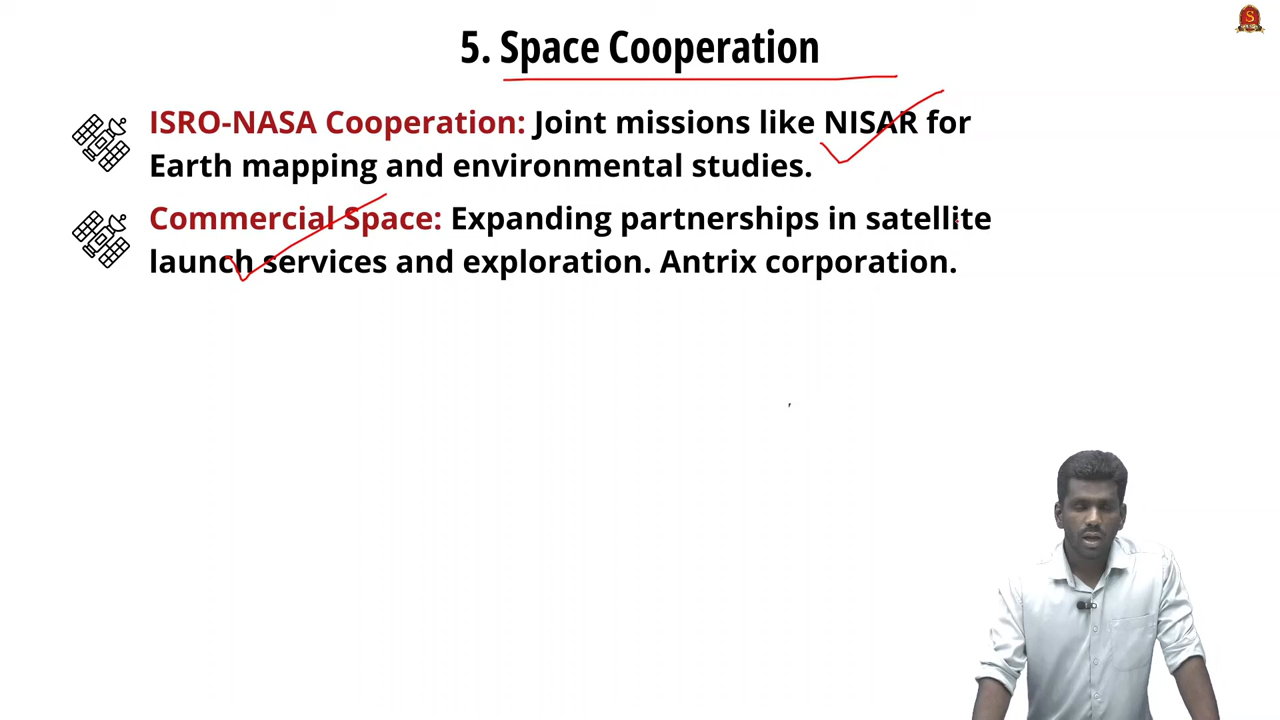 5. Space Cooperation
ISRO-NASA Cooperation: Joint missions like NISAR for
Earth mapping and environmental studies.
Commercial Space: Expanding partnerships in satellite
launch services and exploration. Antrix corporation.